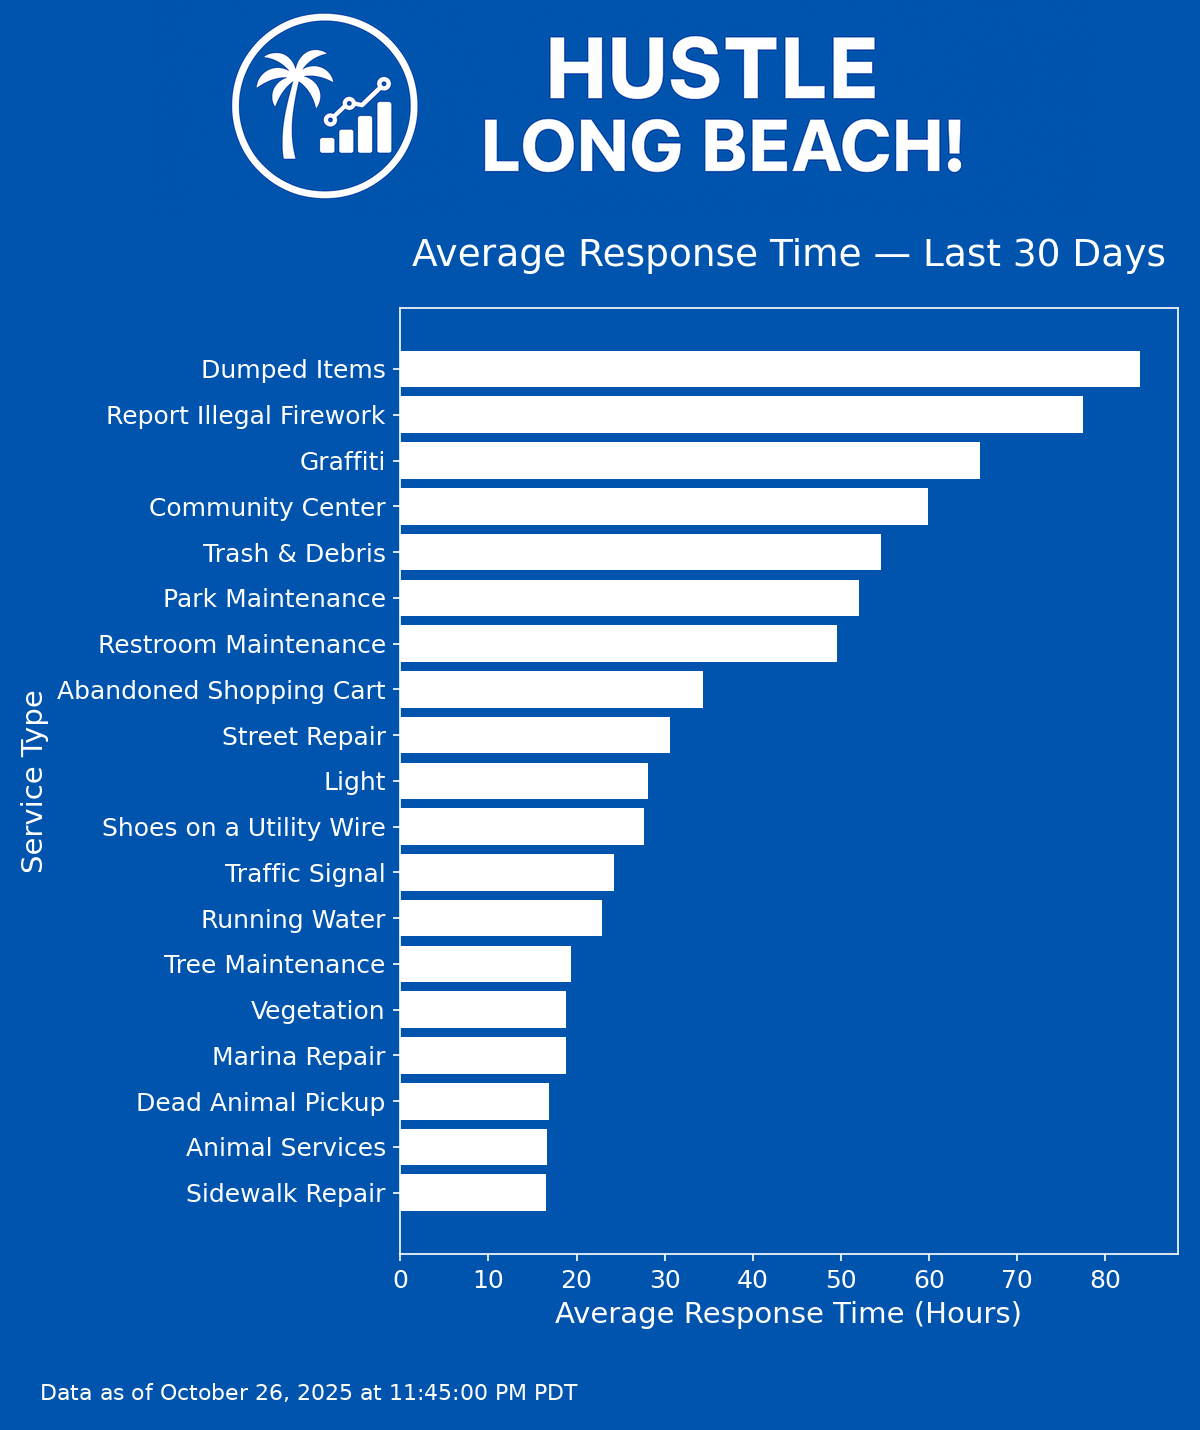 HUSTLE
LONG BEACH!
Average Response Time — Last 30 Days
Service Type
Dumped Items
Report Illegal Firework
Graffiti
Community Center
Trash & Debris
Park Maintenance
Restroom Maintenance
Abandoned Shopping Cart
Street Repair
Light
Shoes on a Utility Wire
Traffic Signal
Running Water
Tree Maintenance
Vegetation
Marina Repair
Dead Animal Pickup
Animal Services
Sidewalk Repair
0 10 20 30 40 50 60 70 80
Average Response Time (Hours)
Data as of October 26, 2025 at 11:45:00 PM PDT